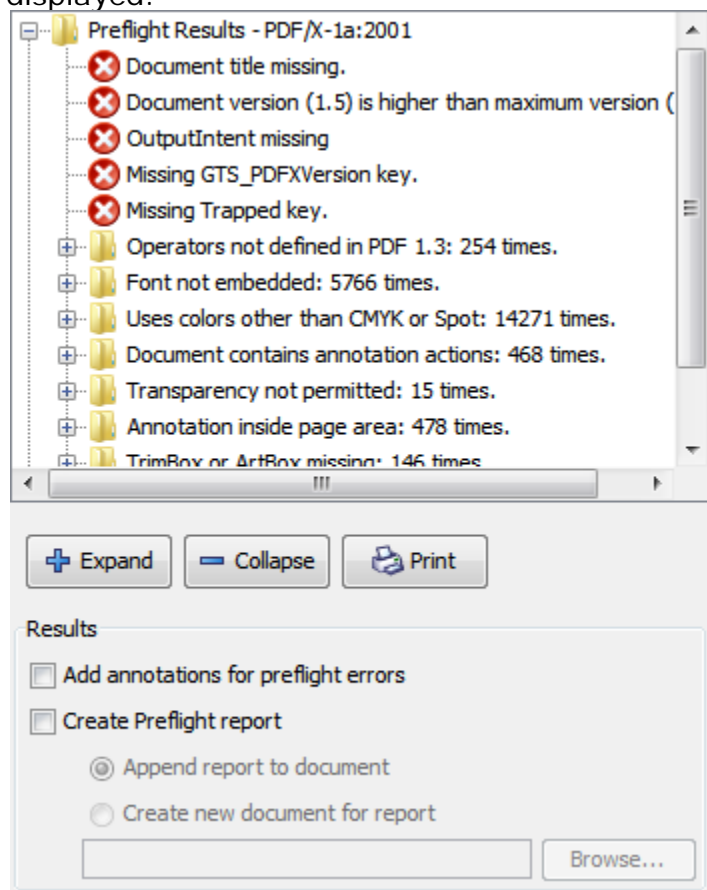 displayed.
Preflight Results - PDF/X-1a:2001
Document title missing.
Document version (1.5) is higher than maximum version (
OutputIntent missing
Missing GTS_PDFXVersion key.
Missing Trapped key.
Operators not defined in PDF 1.3: 254 times.
Font not embedded: 5766 times.
Uses colors other than CMYK or Spot: 14271 times.
Document contains annotation actions: 468 times.
Transparency not permitted: 15 times.
Annotation inside page area: 478 times.
TrimBox or ArtBox missing: 146 times
Expand Collapse Print
Results
Add annotations for preflight errors
Create Preflight report
Append report to document
Create new document for report
Browse...